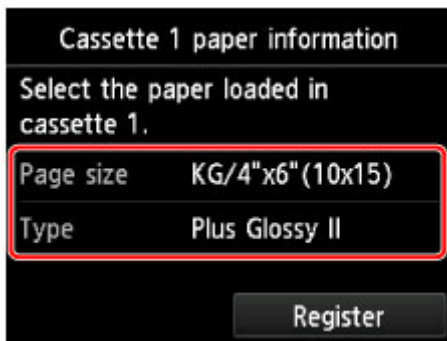 Cassette 1 paper information
Select the paper loaded in
cassette 1.
Page size KG/4"x6"(10x15)
Type Plus Glossy II
Register